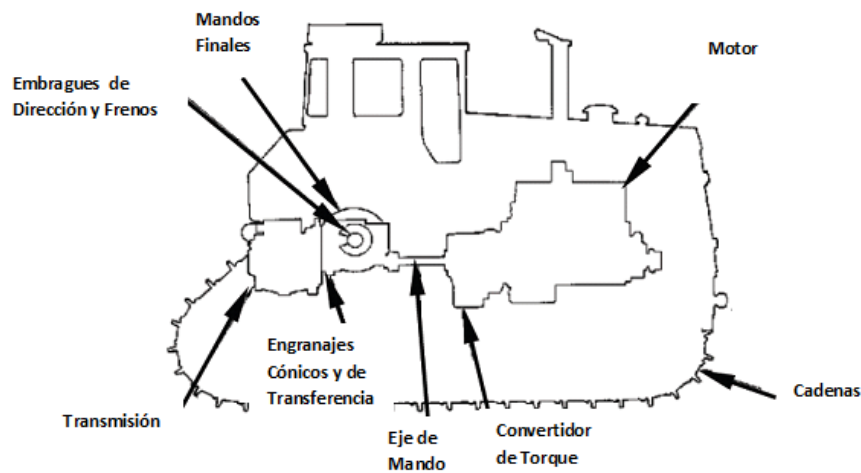 Mandos
Finales
Motor
Embragues de
Dirección y Frenos
Engranajes
Cónicos y de
Transferencia
Cadenas
Transmisión
Eje de
Mando
Convertidor
de Torque